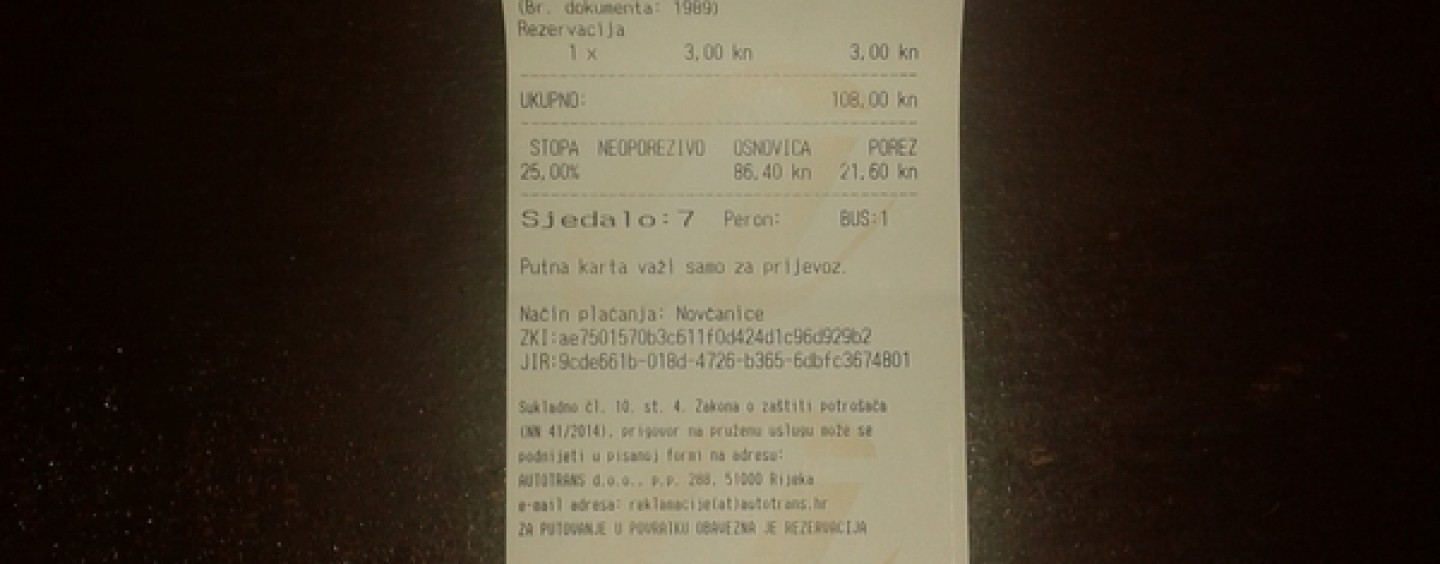 (Br. dokumenta: 1989)
Rezervacija
1 x 3,00 kn 3,00 kn
UKUPNO: 108,00 kn
STOPA NEOPOREZIVO OSNOVICA POREZ
25,00% 86,40 kn 21,60 kn
Sjedalo:7 Peron: BUS:1
Putna karta važi samo za prijevoz.
Način plaćanja: Novčanice
ZKI:ae7501570b3c611f0d424d1c96d929b2
JIR:9cde661b-018d-4726-b365-6dbfc3674801
Sukladno čl. 10. st. 4. Zakona o zaštiti potrošača
(NN 41/2014), prigovor na pruženu uslugu može se
podnijeti u pisanoj formi na adresu:
AUTOTRANS d.o.o., p.p. 288, 51000 Rijeka
e-mail adresa: reklamacije(at)autotrans.hr
ZA PUTOVANJE U POVRATKU OBAVEZNA JE REZERVACIJA